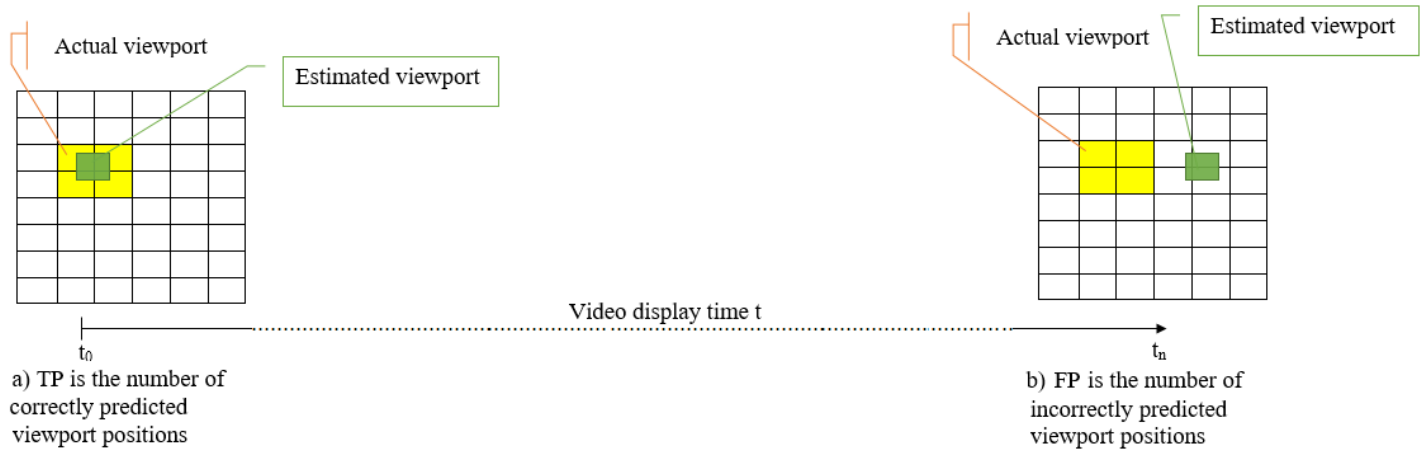 Actual viewport
Estimated viewport
Actual viewport
Estimated viewport
Video display time t
t₀
tₙ
a) TP is the number of
correctly predicted
viewport positions
b) FP is the number of
incorrectly predicted
viewport positions